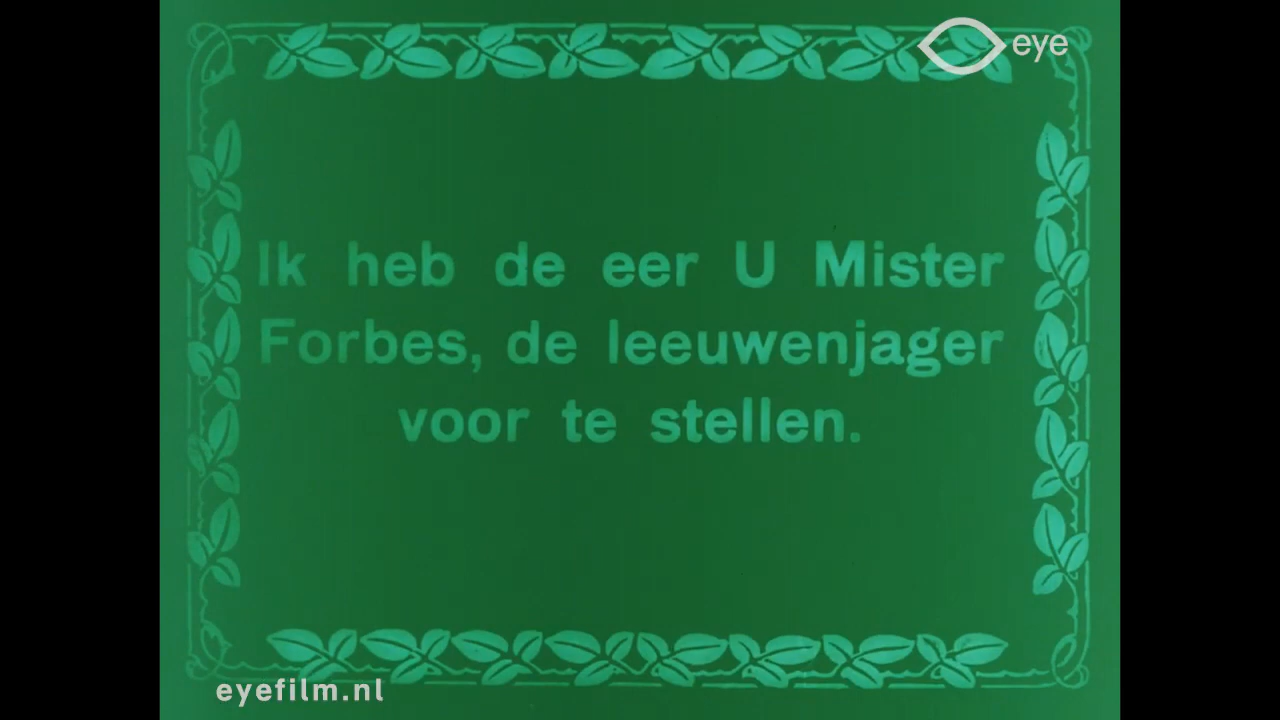 eye
Ik heb de eer U Mister
Forbes, de leeuwenjager
voor te stellen.
eyefilm.nl